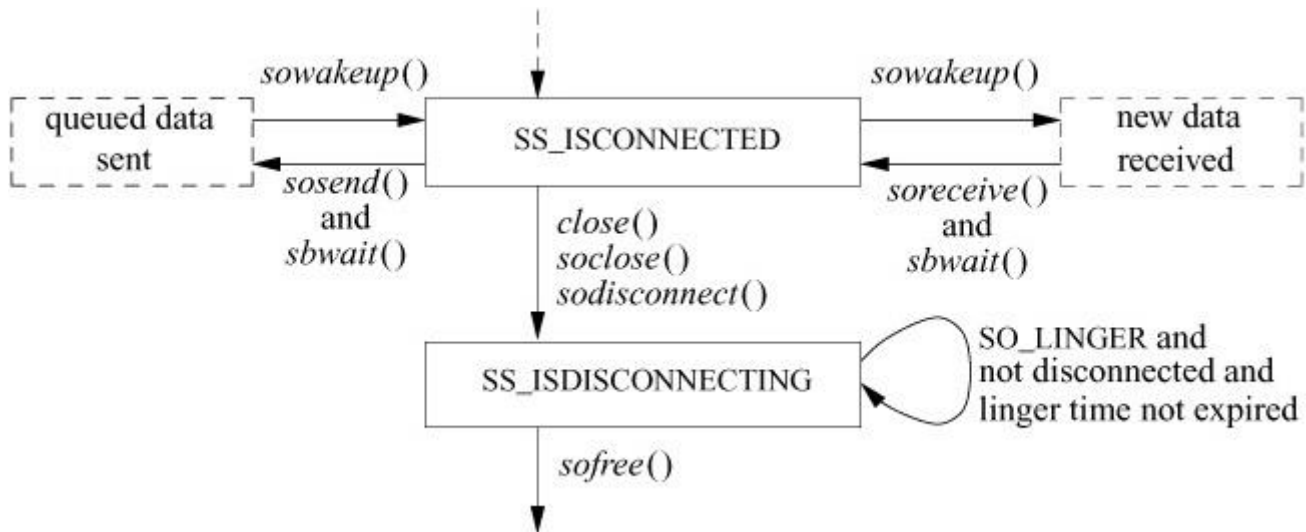 sowakeup()
sowakeup()
queued data
sent
SS_ISCONNECTED
new data
received
sosend()
and
sbwait()
soreceive()
and
sbwait()
close()
soclose()
sodisconnect()
SS_ISDISCONNECTING
SO_LINGER and
not disconnected and
linger time not expired
sofree()